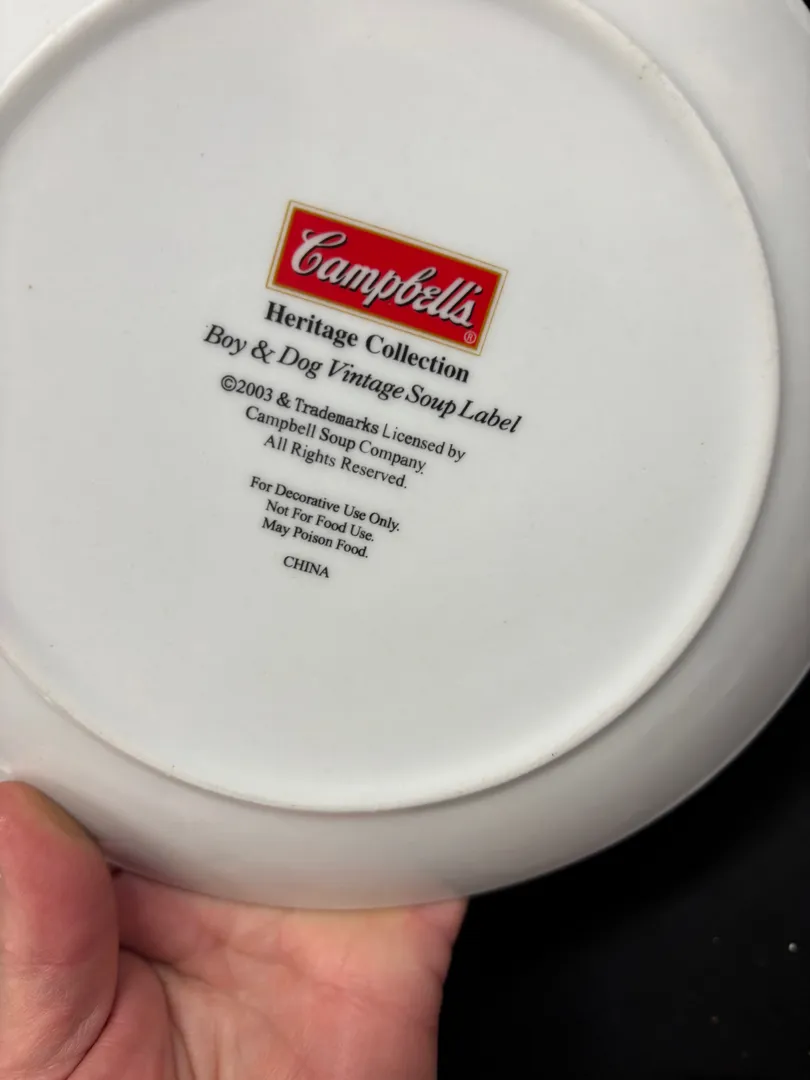 Campbell's®
Heritage Collection
Boy & Dog Vintage Soup Label
©2003 & Trademarks Licensed by
Campbell Soup Company.
All Rights Reserved.
For Decorative Use Only.
Not For Food Use.
May Poison Food.
CHINA